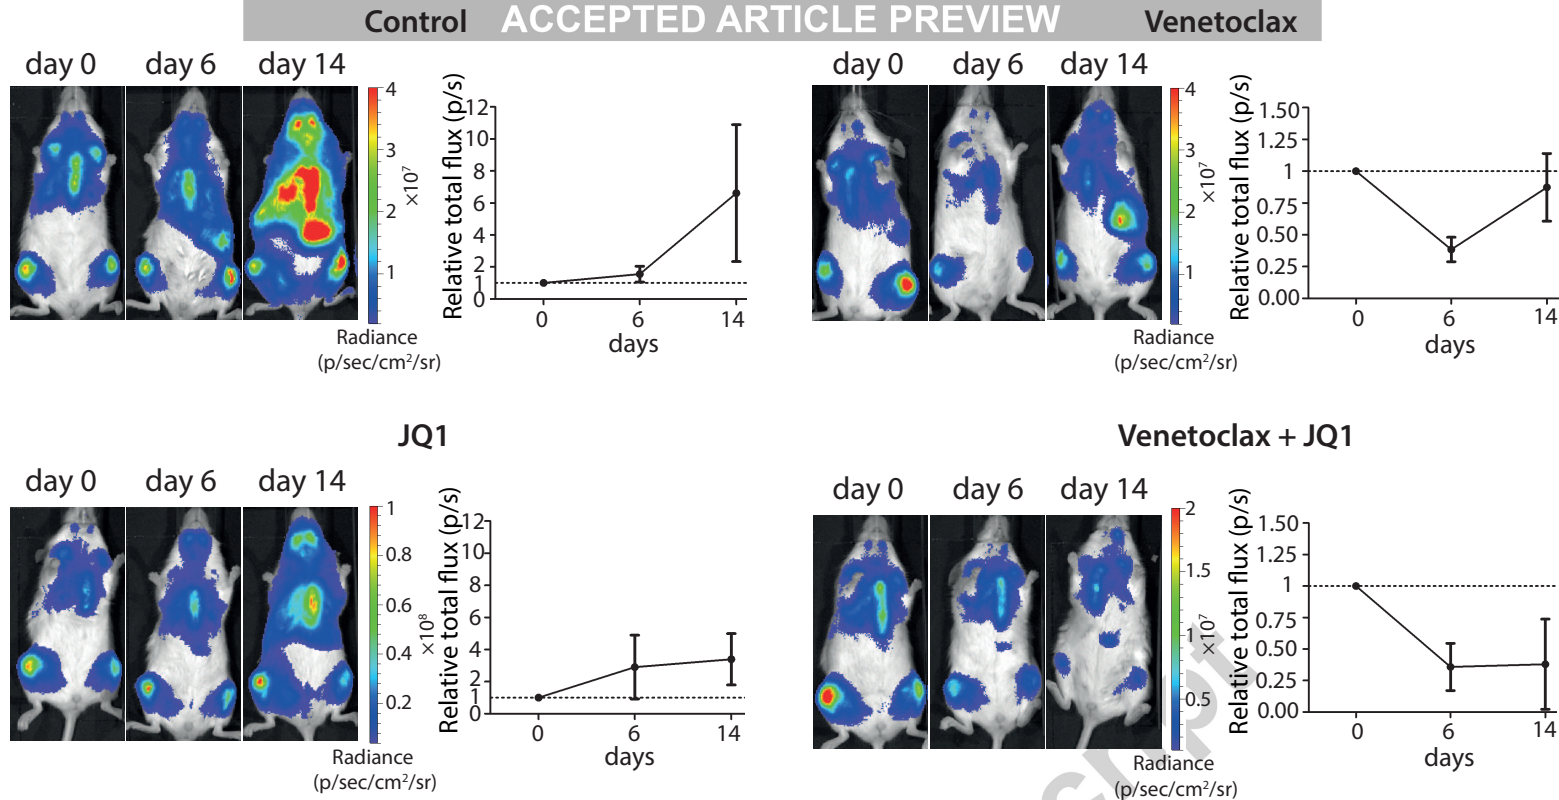 ACCEPTED ARTICLE PREVIEW
Control
day 0 day 6 day 14
4
3
2
1
×10⁷
Radiance
(p/sec/cm²/sr)
Relative total flux (p/s)
12
10
8
6
4
2
1
0
0 6 14
days
Venetoclax
day 0 day 6 day 14
4
3
2
1
×10⁷
Radiance
(p/sec/cm²/sr)
Relative total flux (p/s)
1.50
1.25
1
0.75
0.50
0.25
0.00
0 6 14
days
JQ1
day 0 day 6 day 14
1
0.8
0.6
0.4
0.2
×10⁸
Radiance
(p/sec/cm²/sr)
Relative total flux (p/s)
12
10
8
6
4
2
1
0
0 6 14
days
Venetoclax + JQ1
day 0 day 6 day 14
2
1.5
1
0.5
×10⁷
Radiance
(p/sec/cm²/sr)
Relative total flux (p/s)
1.50
1.25
1
0.75
0.50
0.25
0.00
0 6 14
days